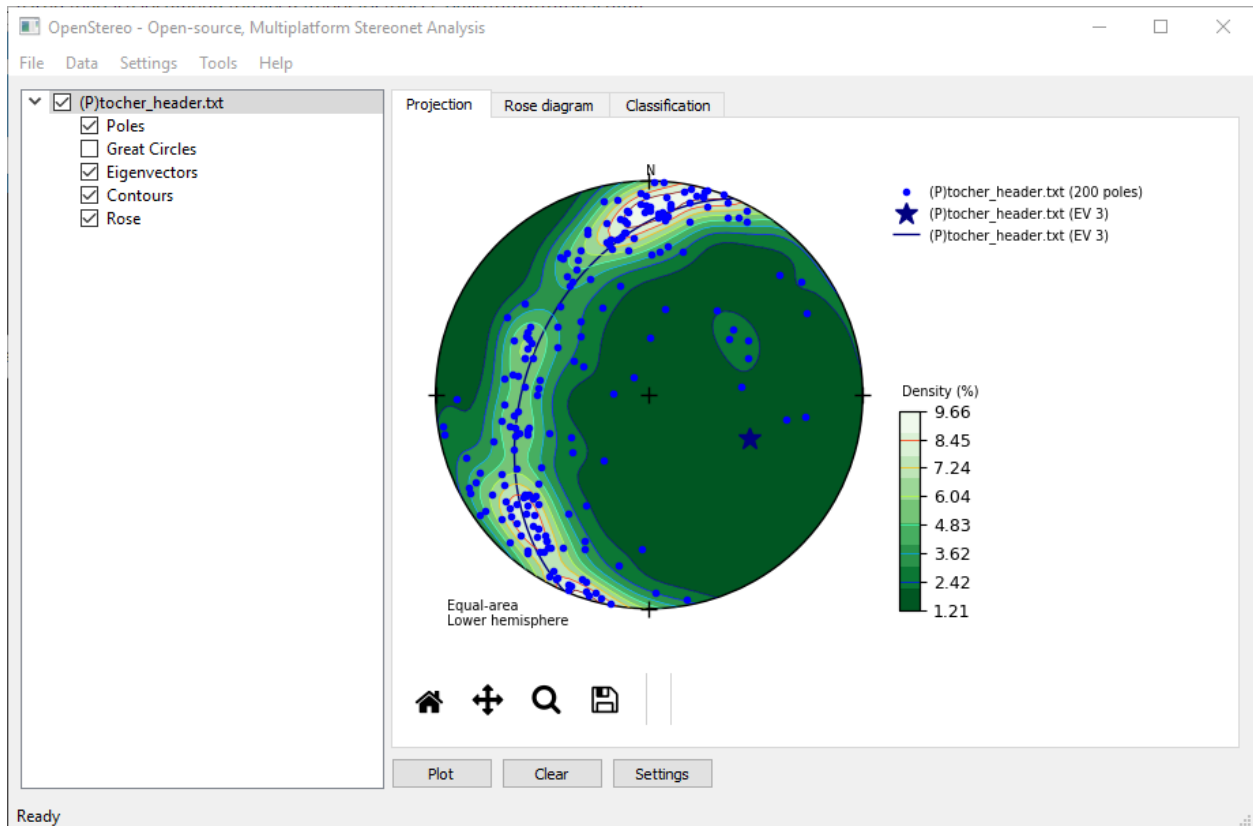 OpenStereo - Open-source, Multiplatform Stereonet Analysis
File Data Settings Tools Help
(P)tocher_header.txt
Poles
Great Circles
Eigenvectors
Contours
Rose
Projection Rose diagram Classification
N
(P)tocher_header.txt (200 poles)
(P)tocher_header.txt (EV 3)
(P)tocher_header.txt (EV 3)
Density (%)
9.66
8.45
7.24
6.04
4.83
3.62
2.42
1.21
Equal-area
Lower hemisphere
Plot Clear Settings
Ready